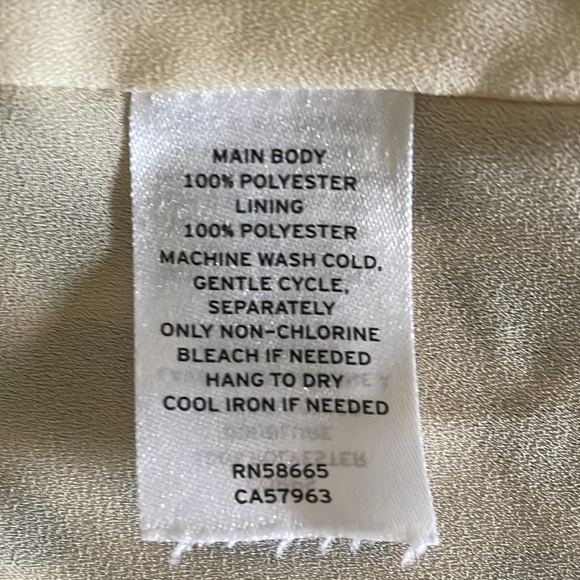 MAIN BODY
100% POLYESTER
LINING
100% POLYESTER
MACHINE WASH COLD,
GENTLE CYCLE,
SEPARATELY
ONLY NON-CHLORINE
BLEACH IF NEEDED
HANG TO DRY
COOL IRON IF NEEDED
RN58665
CA57963